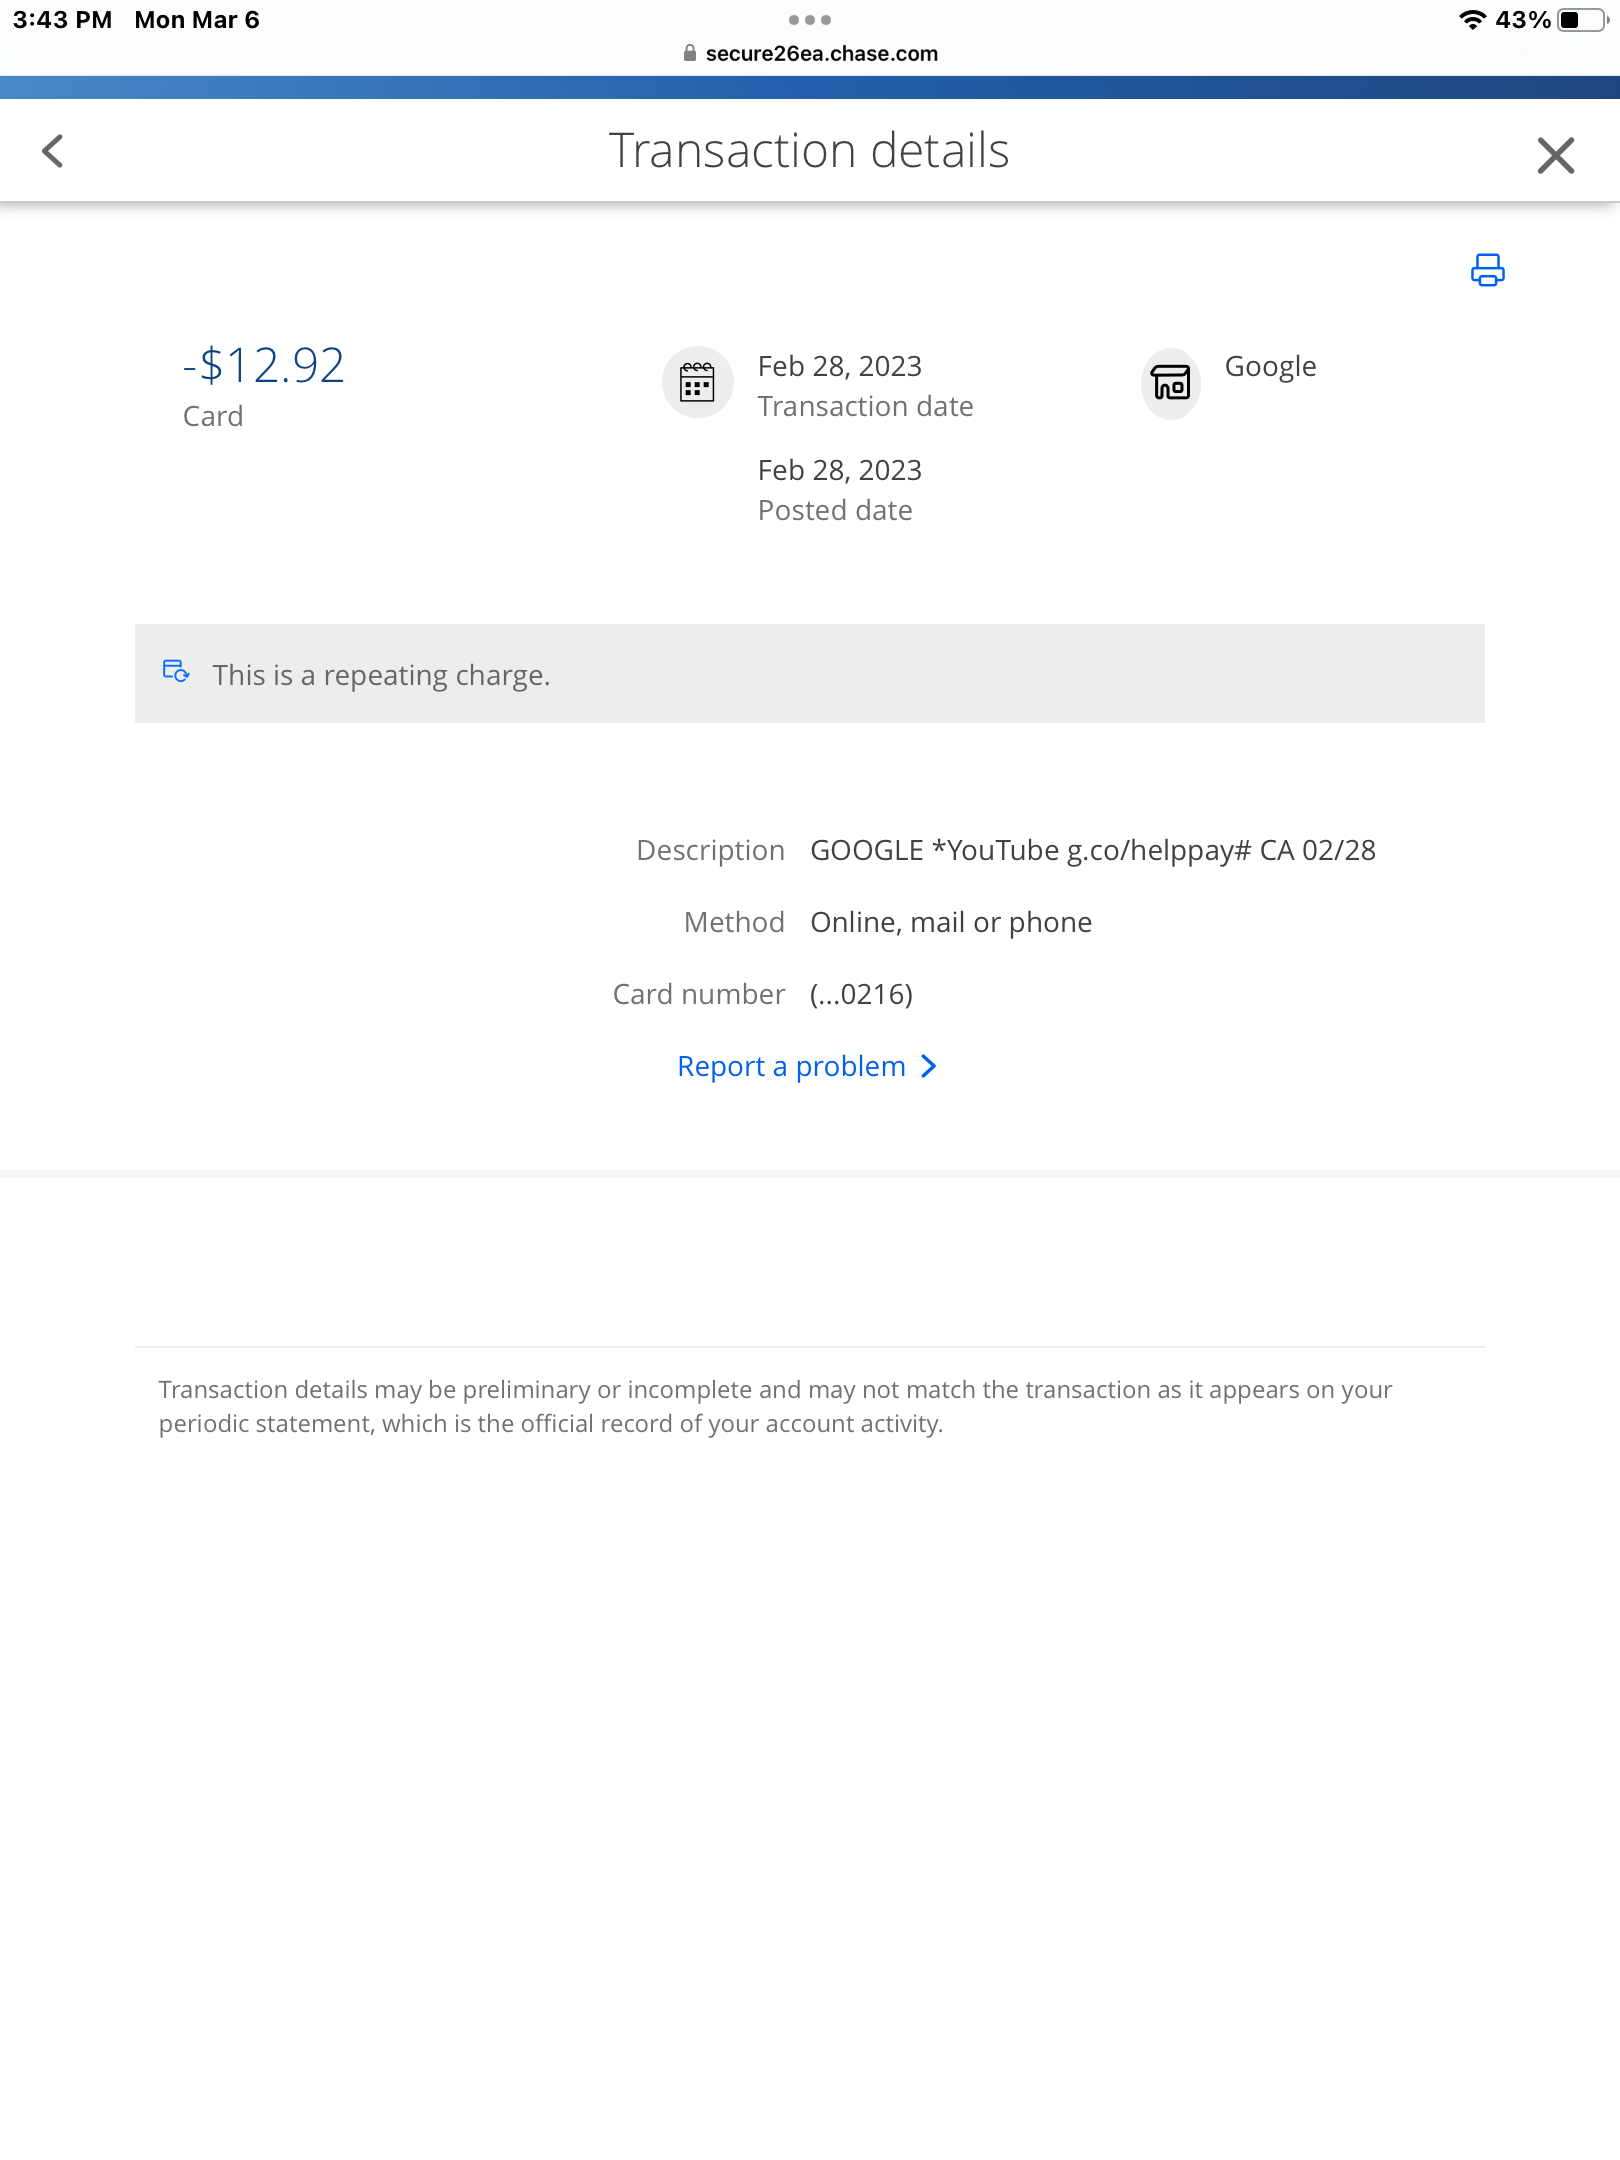 3:43 PM Mon Mar 6
43%
secure26ea.chase.com
Transaction details
-$12.92
Card
Feb 28, 2023
Transaction date
Feb 28, 2023
Posted date
Google
This is a repeating charge.
Description GOOGLE *YouTube g.co/helppay# CA 02/28
Method Online, mail or phone
Card number (...0216)
Report a problem
Transaction details may be preliminary or incomplete and may not match the transaction as it appears on your
periodic statement, which is the official record of your account activity.